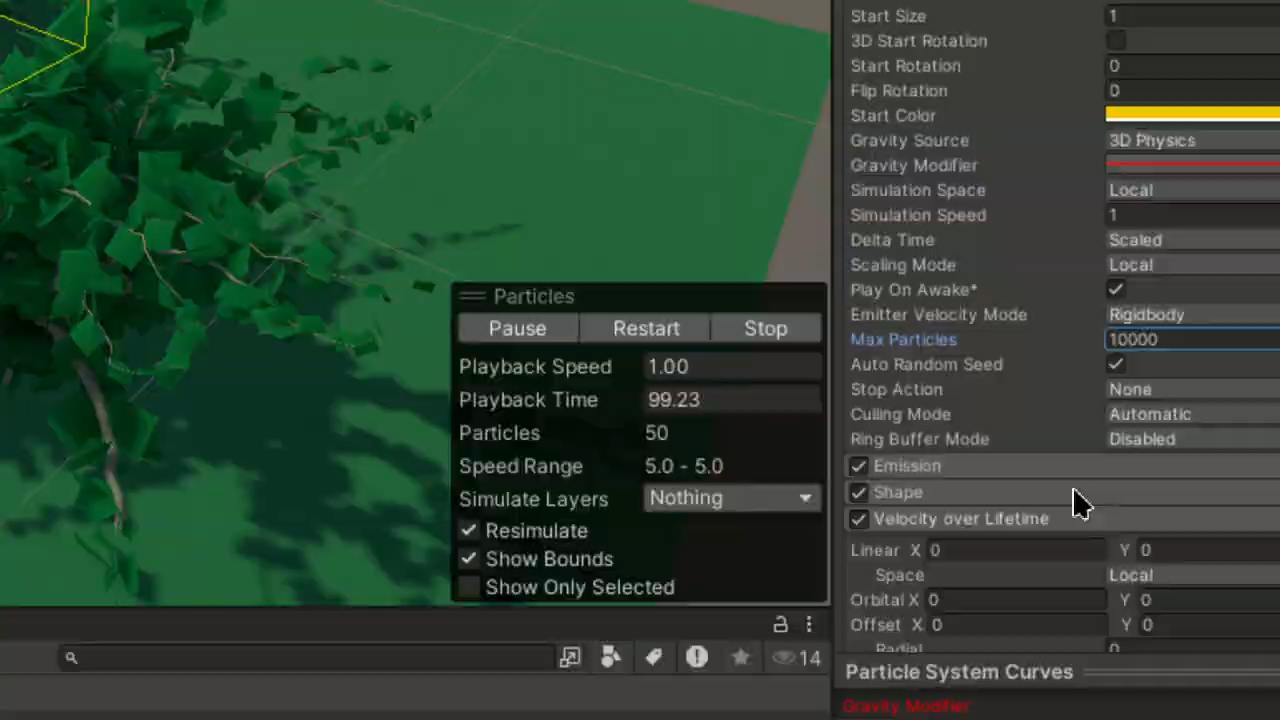 Start Size 1
3D Start Rotation
Start Rotation 0
Flip Rotation 0
Start Color
Gravity Source 3D Physics
Gravity Modifier
Simulation Space Local
Simulation Speed 1
Delta Time Scaled
Scaling Mode Local
Play On Awake*
Emitter Velocity Mode Rigidbody
Max Particles 10000
Auto Random Seed
Stop Action None
Culling Mode Automatic
Ring Buffer Mode Disabled
Emission
Shape
Velocity over Lifetime
Linear X 0 Y 0
Space Local
Orbital X 0 Y 0
Offset X 0 Y 0
Radial 0
Particle System Curves
Gravity Modifier
Particles
Pause Restart Stop
Playback Speed 1.00
Playback Time 99.23
Particles 50
Speed Range 5.0 - 5.0
Simulate Layers Nothing
Resimulate
Show Bounds
Show Only Selected
14